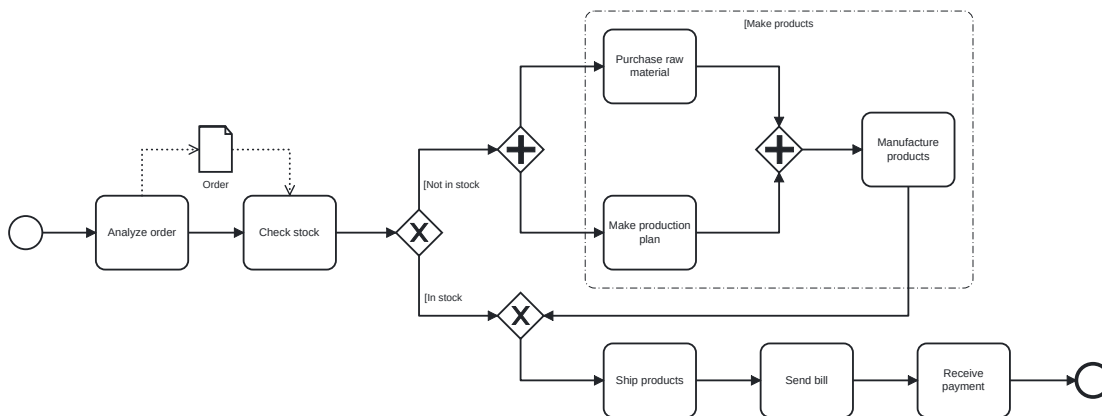 [Make products
Purchase raw
material
Manufacture
products
[Not in stock
Order
Analyze order
Check stock
X
Make production
plan
[In stock
X
Ship products
Send bill
Receive
payment